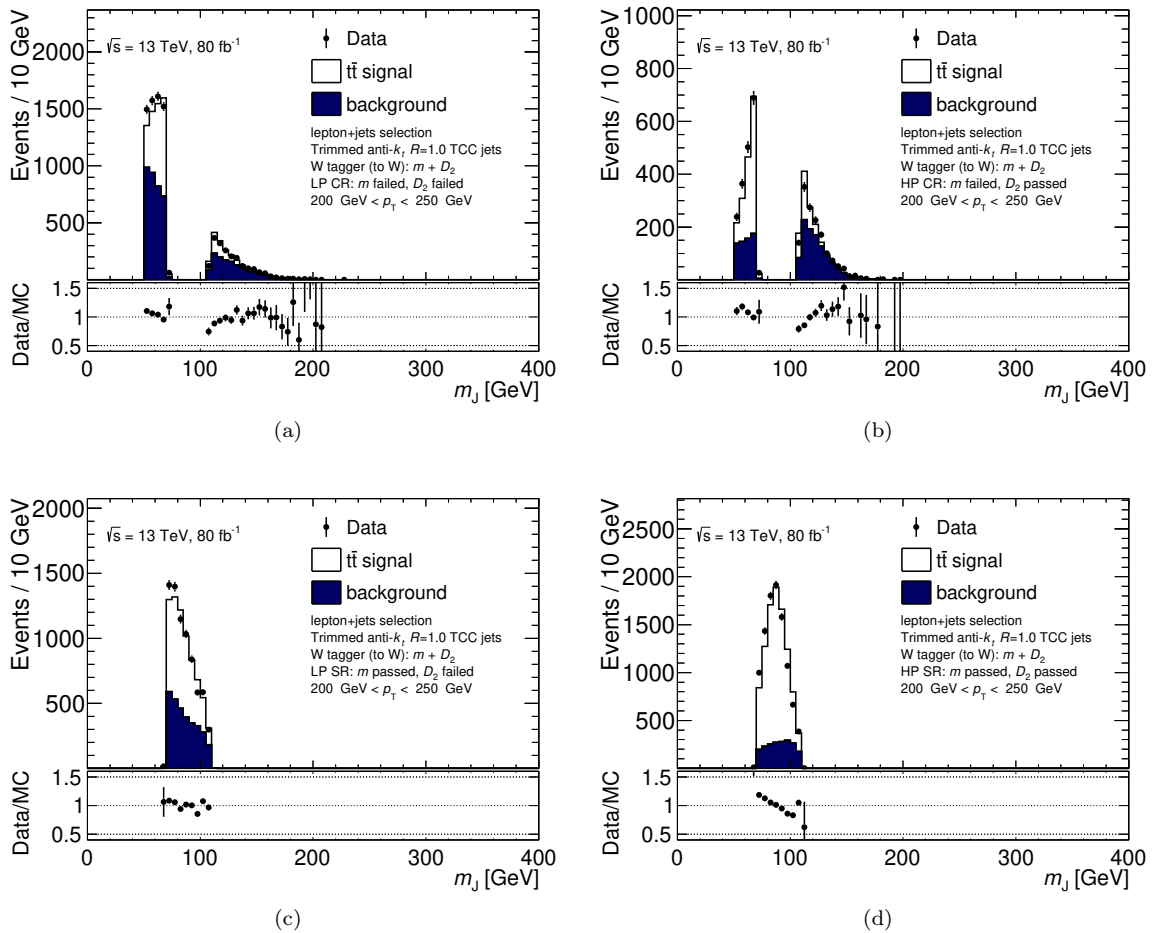 Events / 10 GeV
2000
1500
1000
500
√s = 13 TeV, 80 fb⁻¹
Data
tt̄ signal
background
lepton+jets selection
Trimmed anti-kₜ R=1.0 TCC jets
W tagger (to W): m + D₂
LP CR: m failed, D₂ failed
200 GeV < p_T < 250 GeV
Data/MC
1.5
1
0.5
0 100 200 300 400
m_J [GeV]
(a)
Events / 10 GeV
1000
800
600
400
200
√s = 13 TeV, 80 fb⁻¹
Data
tt̄ signal
background
lepton+jets selection
Trimmed anti-kₜ R=1.0 TCC jets
W tagger (to W): m + D₂
HP CR: m failed, D₂ passed
200 GeV < p_T < 250 GeV
Data/MC
1.5
1
0.5
0 100 200 300 400
m_J [GeV]
(b)
Events / 10 GeV
2000
1500
1000
500
√s = 13 TeV, 80 fb⁻¹
Data
tt̄ signal
background
lepton+jets selection
Trimmed anti-kₜ R=1.0 TCC jets
W tagger (to W): m + D₂
LP SR: m passed, D₂ failed
200 GeV < p_T < 250 GeV
Data/MC
1.5
1
0.5
0 100 200 300 400
m_J [GeV]
(c)
Events / 10 GeV
2500
2000
1500
1000
500
√s = 13 TeV, 80 fb⁻¹
Data
tt̄ signal
background
lepton+jets selection
Trimmed anti-kₜ R=1.0 TCC jets
W tagger (to W): m + D₂
HP SR: m passed, D₂ passed
200 GeV < p_T < 250 GeV
Data/MC
1.5
1
0.5
0 100 200 300 400
m_J [GeV]
(d)